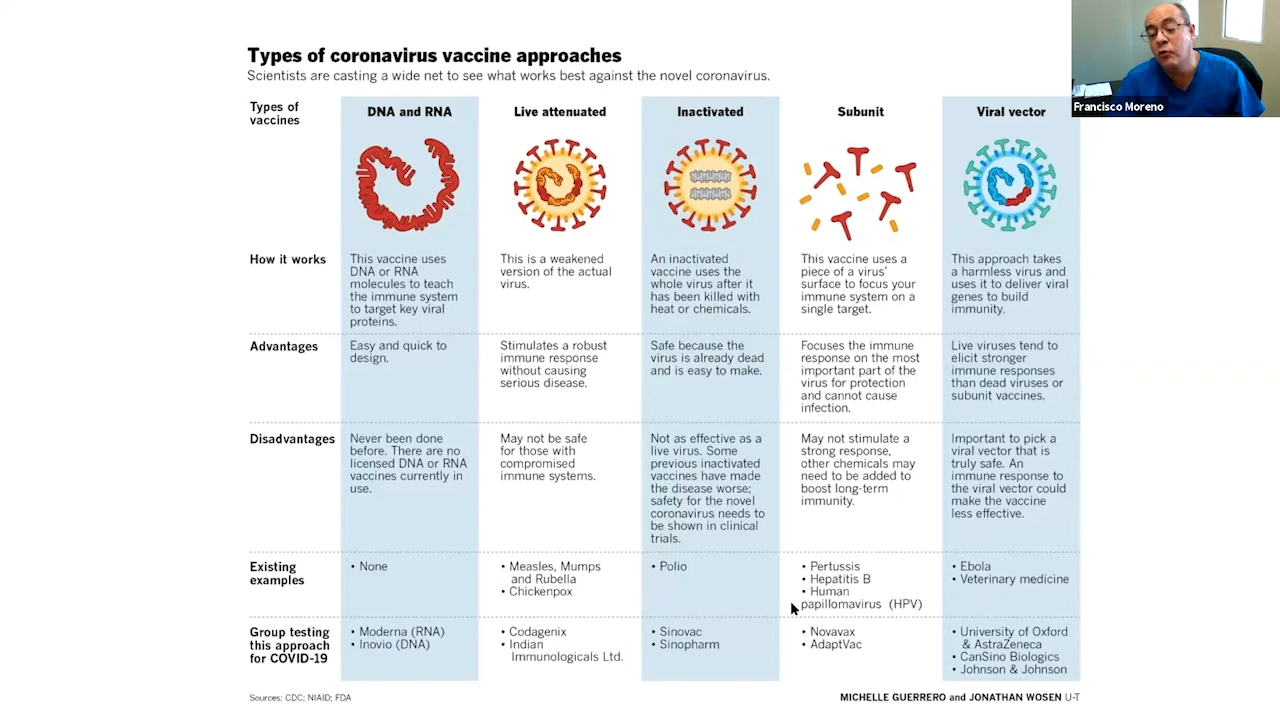 Types of coronavirus vaccine approaches
Scientists are casting a wide net to see what works best against the novel coronavirus.
Francisco Moreno
Types of
vaccines
DNA and RNA
Live attenuated
Inactivated
Subunit
Viral vector
How it works
This vaccine uses
DNA or RNA
molecules to teach
the immune system
to target key viral
proteins.
This is a weakened
version of the actual
virus.
An inactivated
vaccine uses the
whole virus after it
has been killed with
heat or chemicals.
This vaccine uses a
piece of a virus'
surface to focus your
immune system on a
single target.
This approach takes
a harmless virus and
uses it to deliver viral
genes to build
immunity.
Advantages
Easy and quick to
design.
Stimulates a robust
immune response
without causing
serious disease.
Safe because the
virus is already dead
and is easy to make.
Focuses the immune
response on the most
important part of the
virus for protection
and cannot cause
infection.
Live viruses tend to
elicit stronger
immune responses
than dead viruses or
subunit vaccines.
Disadvantages
Never been done
before. There are no
licensed DNA or RNA
vaccines currently in
use.
May not be safe
for those with
compromised
immune systems.
Not as effective as a
live virus. Some
previous inactivated
vaccines have made
the disease worse;
safety for the novel
coronavirus needs to
be shown in clinical
trials.
May not stimulate a
strong response,
other chemicals may
need to be added to
boost long-term
immunity.
Important to pick a
viral vector that is
truly safe. An
immune response to
the viral vector could
make the vaccine
less effective.
Existing
examples
• None
• Measles, Mumps
and Rubella
• Chickenpox
• Polio
• Pertussis
• Hepatitis B
• Human
papillomavirus (HPV)
• Ebola
• Veterinary medicine
Group testing
this approach
for COVID-19
• Moderna (RNA)
• Inovio (DNA)
• Codagenix
• Indian
Immunologicals Ltd.
• Sinovac
• Sinopharm
• Novavax
• AdaptVac
• University of Oxford
& AstraZeneca
• CanSino Biologics
• Johnson & Johnson
Sources: CDC; NIAID; FDA
MICHELLE GUERRERO and JONATHAN WOSEN U-T